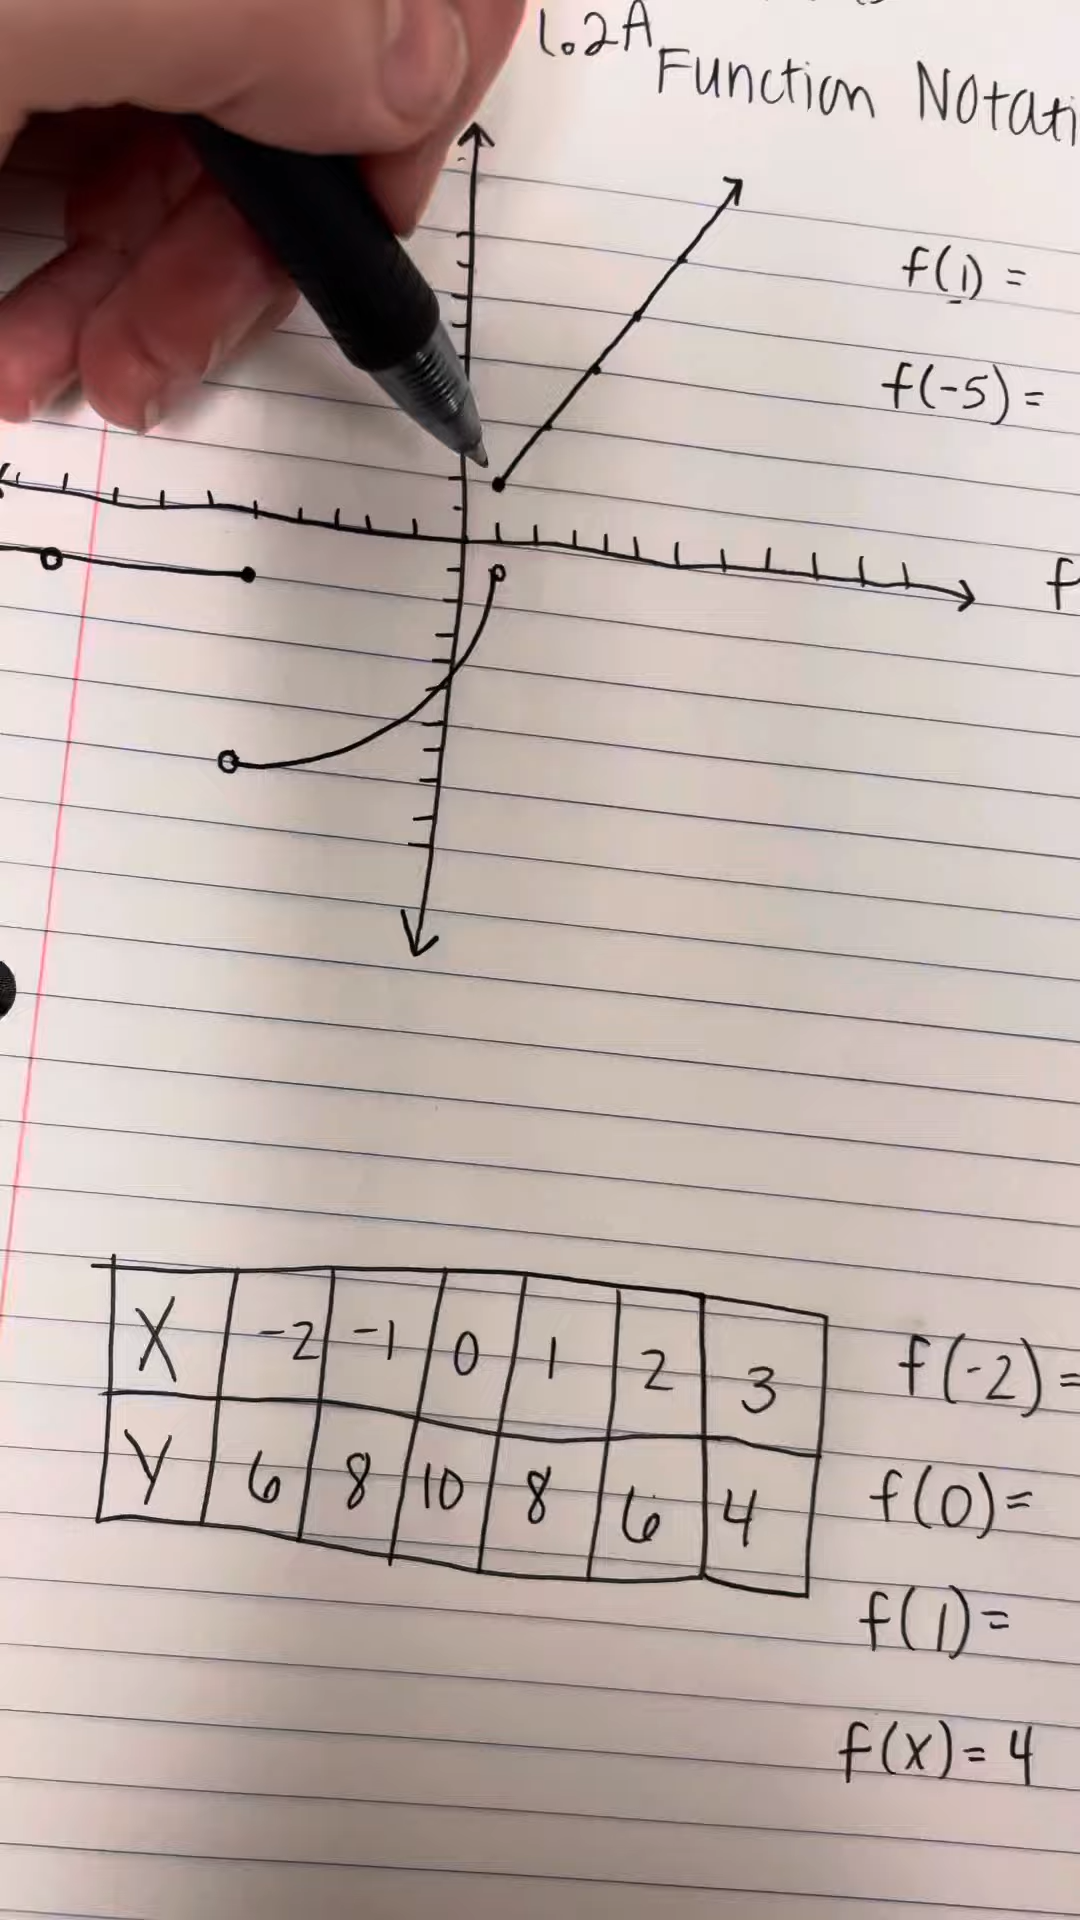 1.2A
Function Notati
f(1) =
f(-5) =
f
X -2 -1 0 1 2 3
Y 6 8 10 8 6 4
f(-2) =
f(0) =
f(1) =
f(x) = 4